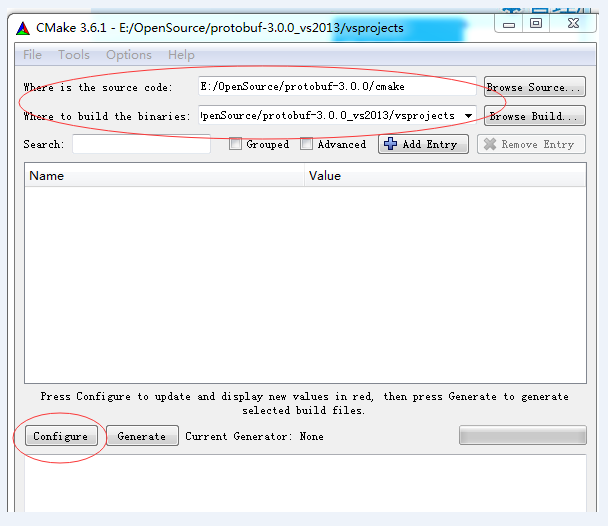 CMake 3.6.1 - E:/OpenSource/protobuf-3.0.0_vs2013/vsprojects
File Tools Options Help
Where is the source code: E:/OpenSource/protobuf-3.0.0/cmake Browse Source...
Where to build the binaries: penSource/protobuf-3.0.0_vs2013/vsprojects Browse Build...
Search: Grouped Advanced Add Entry Remove Entry
Name Value
Press Configure to update and display new values in red, then press Generate to generate
selected build files.
Configure Generate Current Generator: None